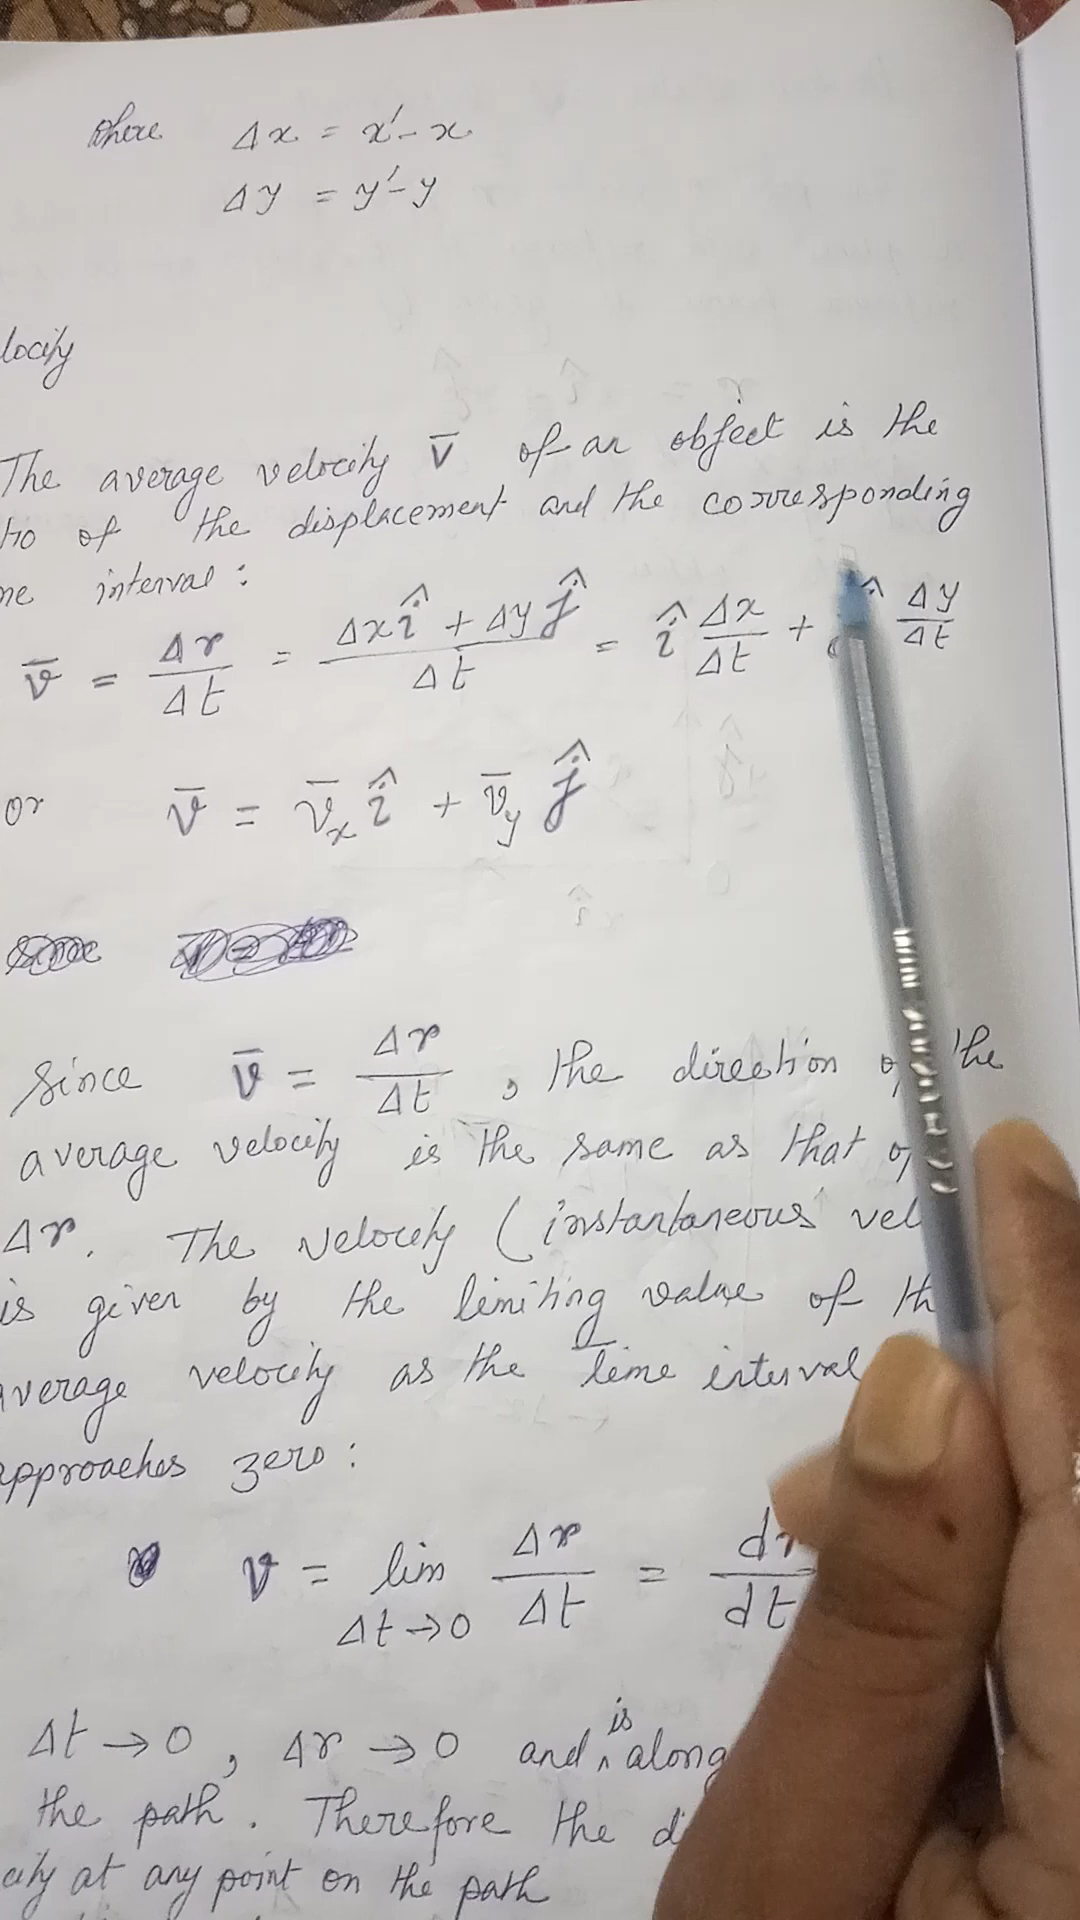 where Δx = x' - x
Δy = y' - y
locity
The average velocity v̅ of an object is the
tio of the displacement and the corresponding
me interval :
v̅ = Δr/Δt = (Δx î + Δy ĵ)/Δt = î Δx/Δt + Δy/Δt
or v̅ = v̅ₓ î + v̅_y ĵ
Since v̅ = Δr/Δt , the direction the
average velocity is the same as that
Δr. The velocity (instantaneous vel
is given by the limiting value of th
average velocity as the time interval
approaches zero :
v = lim Δt→0 Δr/Δt = dr/dt
Δt → 0 , Δr → 0 and is along
the path. Therefore the d
city at any point on the path